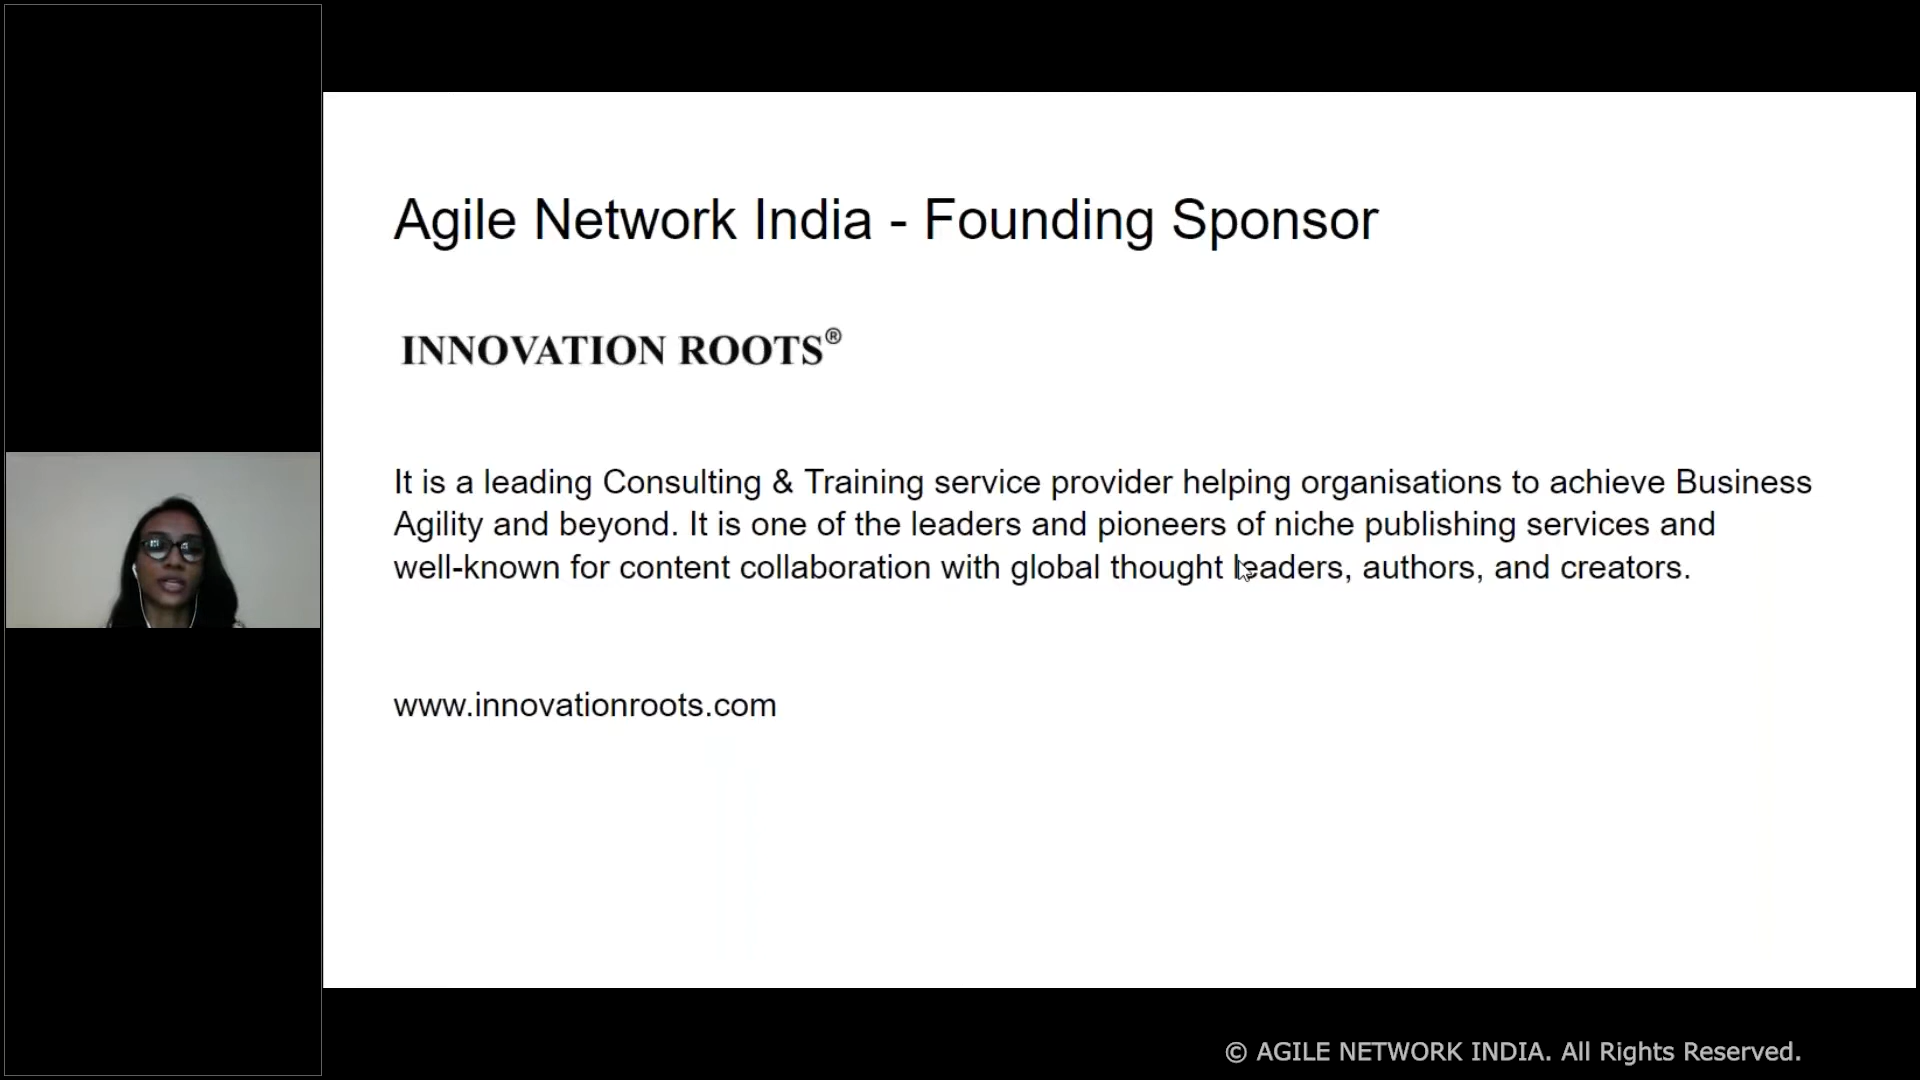 Agile Network India - Founding Sponsor
INNOVATION ROOTS®
It is a leading Consulting & Training service provider helping organisations to achieve Business
Agility and beyond. It is one of the leaders and pioneers of niche publishing services and
well-known for content collaboration with global thought leaders, authors, and creators.
www.innovationroots.com
© AGILE NETWORK INDIA. All Rights Reserved.